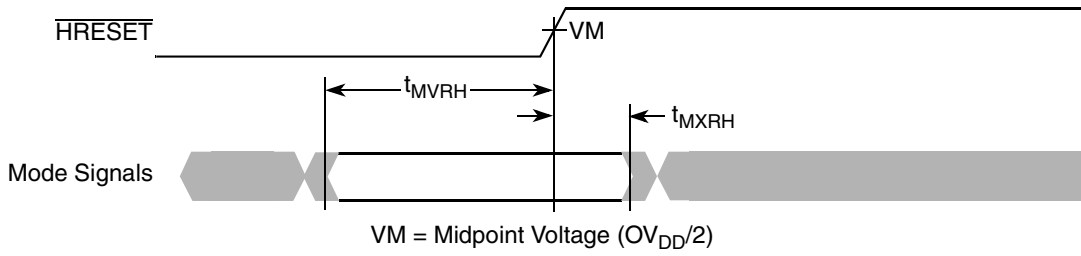 HRESET
VM
tMVRH
tMXRH
Mode Signals
VM = Midpoint Voltage (OVDD/2)